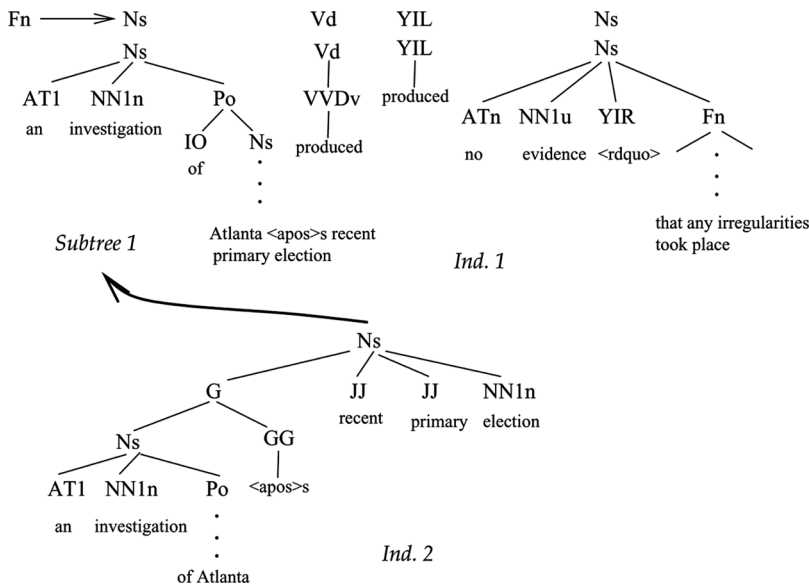 Fn Ns Vd YIL Ns
Ns Vd YIL Ns
AT1 NN1n Po VVDv produced ATn NN1u YIR Fn
an investigation IO Ns produced no evidence <rdquo>
of
that any irregularities
took place
Atlanta <apos>s recent
primary election
Subtree 1 Ind. 1
Ns
G JJ JJ NN1n
recent primary election
Ns GG
AT1 NN1n Po <apos>s
an investigation
Ind. 2
of Atlanta